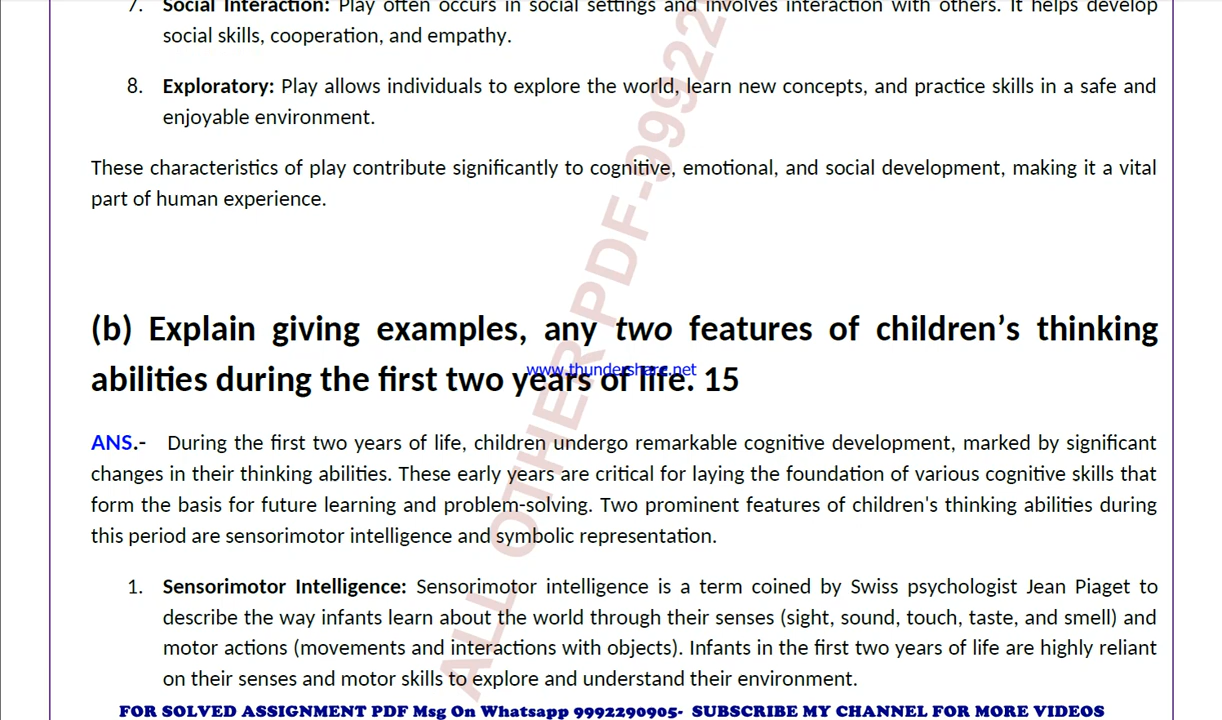 7. Social Interaction: Play often occurs in social settings and involves interaction with others. It helps develop
social skills, cooperation, and empathy.
8. Exploratory: Play allows individuals to explore the world, learn new concepts, and practice skills in a safe and
enjoyable environment.
These characteristics of play contribute significantly to cognitive, emotional, and social development, making it a vital
part of human experience.
(b) Explain giving examples, any two features of children’s thinking
abilities during the first two years of life. 15
www.thundershare.net
ANS.- During the first two years of life, children undergo remarkable cognitive development, marked by significant
changes in their thinking abilities. These early years are critical for laying the foundation of various cognitive skills that
form the basis for future learning and problem-solving. Two prominent features of children's thinking abilities during
this period are sensorimotor intelligence and symbolic representation.
1. Sensorimotor Intelligence: Sensorimotor intelligence is a term coined by Swiss psychologist Jean Piaget to
describe the way infants learn about the world through their senses (sight, sound, touch, taste, and smell) and
motor actions (movements and interactions with objects). Infants in the first two years of life are highly reliant
on their senses and motor skills to explore and understand their environment.
ALL OTHER PDF-99922
FOR SOLVED ASSIGNMENT PDF Msg On Whatsapp 9992290905- SUBSCRIBE MY CHANNEL FOR MORE VIDEOS